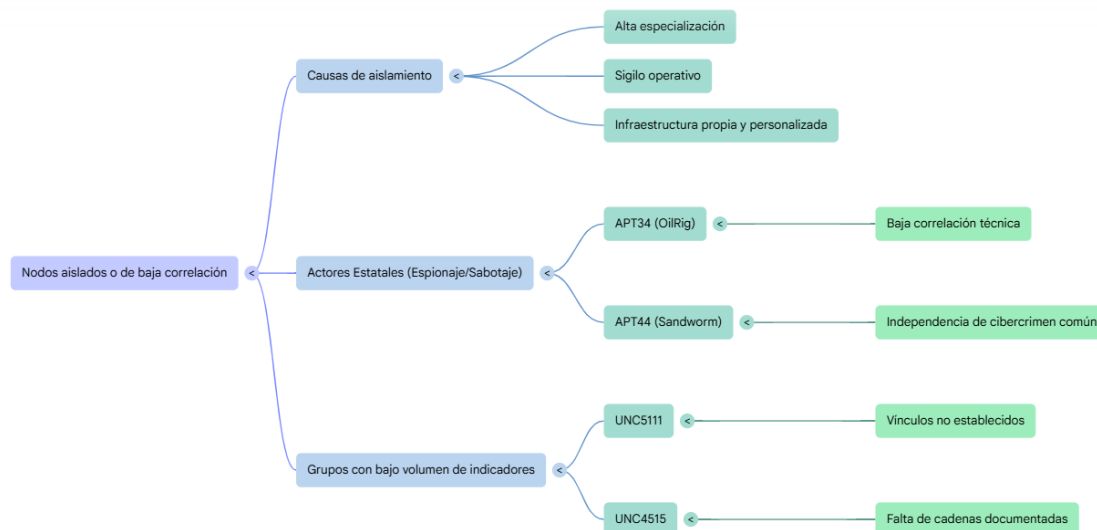 Nodos aislados o de baja correlación
<
Causas de aislamiento
<
Alta especialización
Sigilo operativo
Infraestructura propia y personalizada
Actores Estatales (Espionaje/Sabotaje)
<
APT34 (OilRig)
<
Baja correlación técnica
APT44 (Sandworm)
<
Independencia de cibercrimen común
Grupos con bajo volumen de indicadores
<
UNC5111
<
Vínculos no establecidos
UNC4515
<
Falta de cadenas documentadas